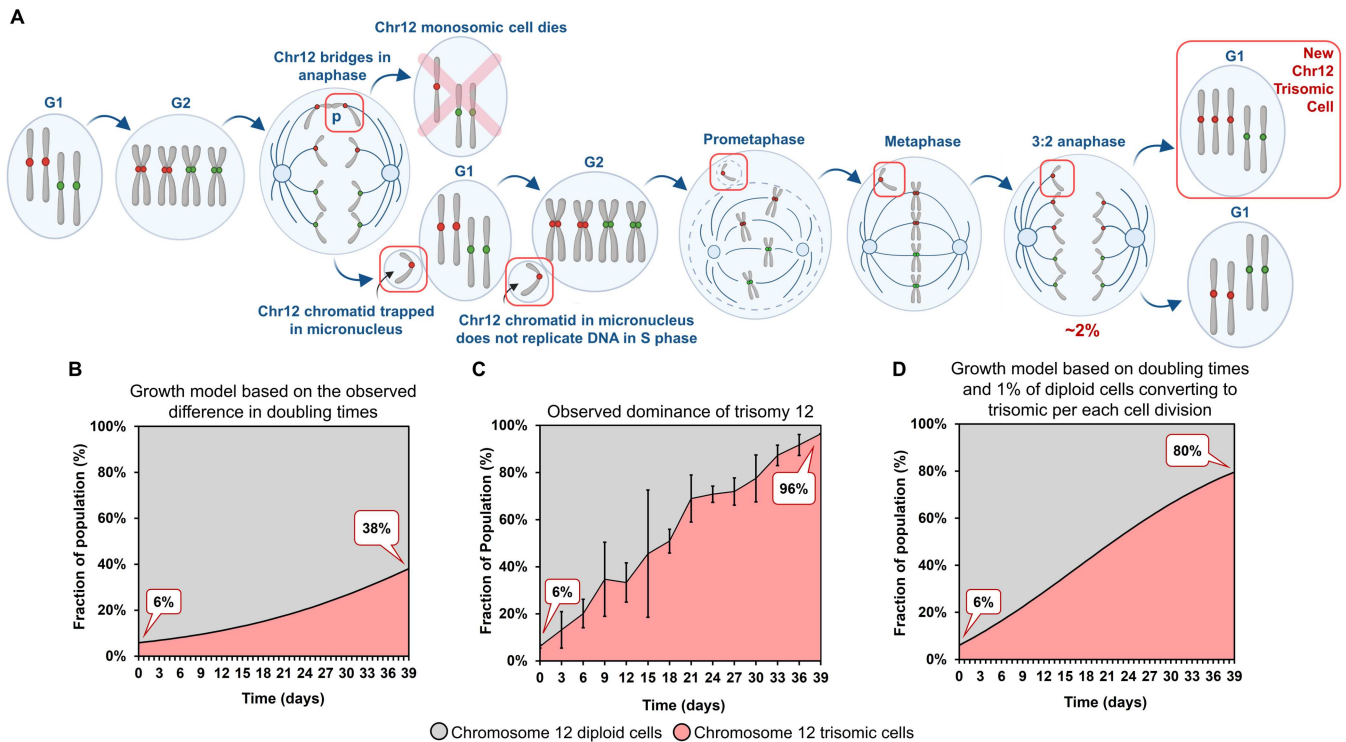 A
Chr12 monosomic cell dies
Chr12 bridges in
anaphase
G1
G2
p
G1
G2
Prometaphase
Metaphase
3:2 anaphase
G1
New
Chr12
Trisomic
Cell
G1
Chr12 chromatid trapped
in micronucleus
Chr12 chromatid in micronucleus
does not replicate DNA in S phase
~2%
B
Growth model based on the observed
difference in doubling times
Fraction of population (%)
100%
80%
60%
40%
20%
0%
6%
38%
0 3 6 9 12 15 18 21 24 27 30 33 36 39
Time (days)
C
Observed dominance of trisomy 12
Fraction of Population (%)
100%
80%
60%
40%
20%
0%
6%
96%
0 3 6 9 12 15 18 21 24 27 30 33 36 39
Time (days)
D
Growth model based on doubling times
and 1% of diploid cells converting to
trisomic per each cell division
Fraction of population (%)
100%
80%
60%
40%
20%
0%
6%
80%
0 3 6 9 12 15 18 21 24 27 30 33 36 39
Time (days)
Chromosome 12 diploid cells
Chromosome 12 trisomic cells